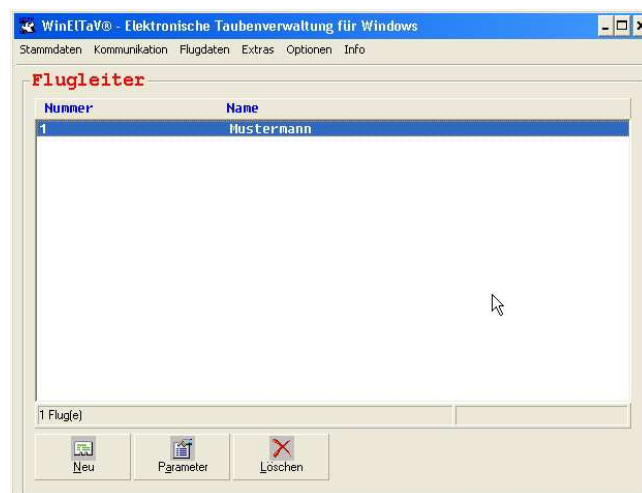 WinElTaV® - Elektronische Taubenverwaltung für Windows
Stammdaten Kommunikation Flugdaten Extras Optionen Info
Flugleiter
Nummer Name
1 Mustermann
1 Flug(e)
Neu Parameter Löschen